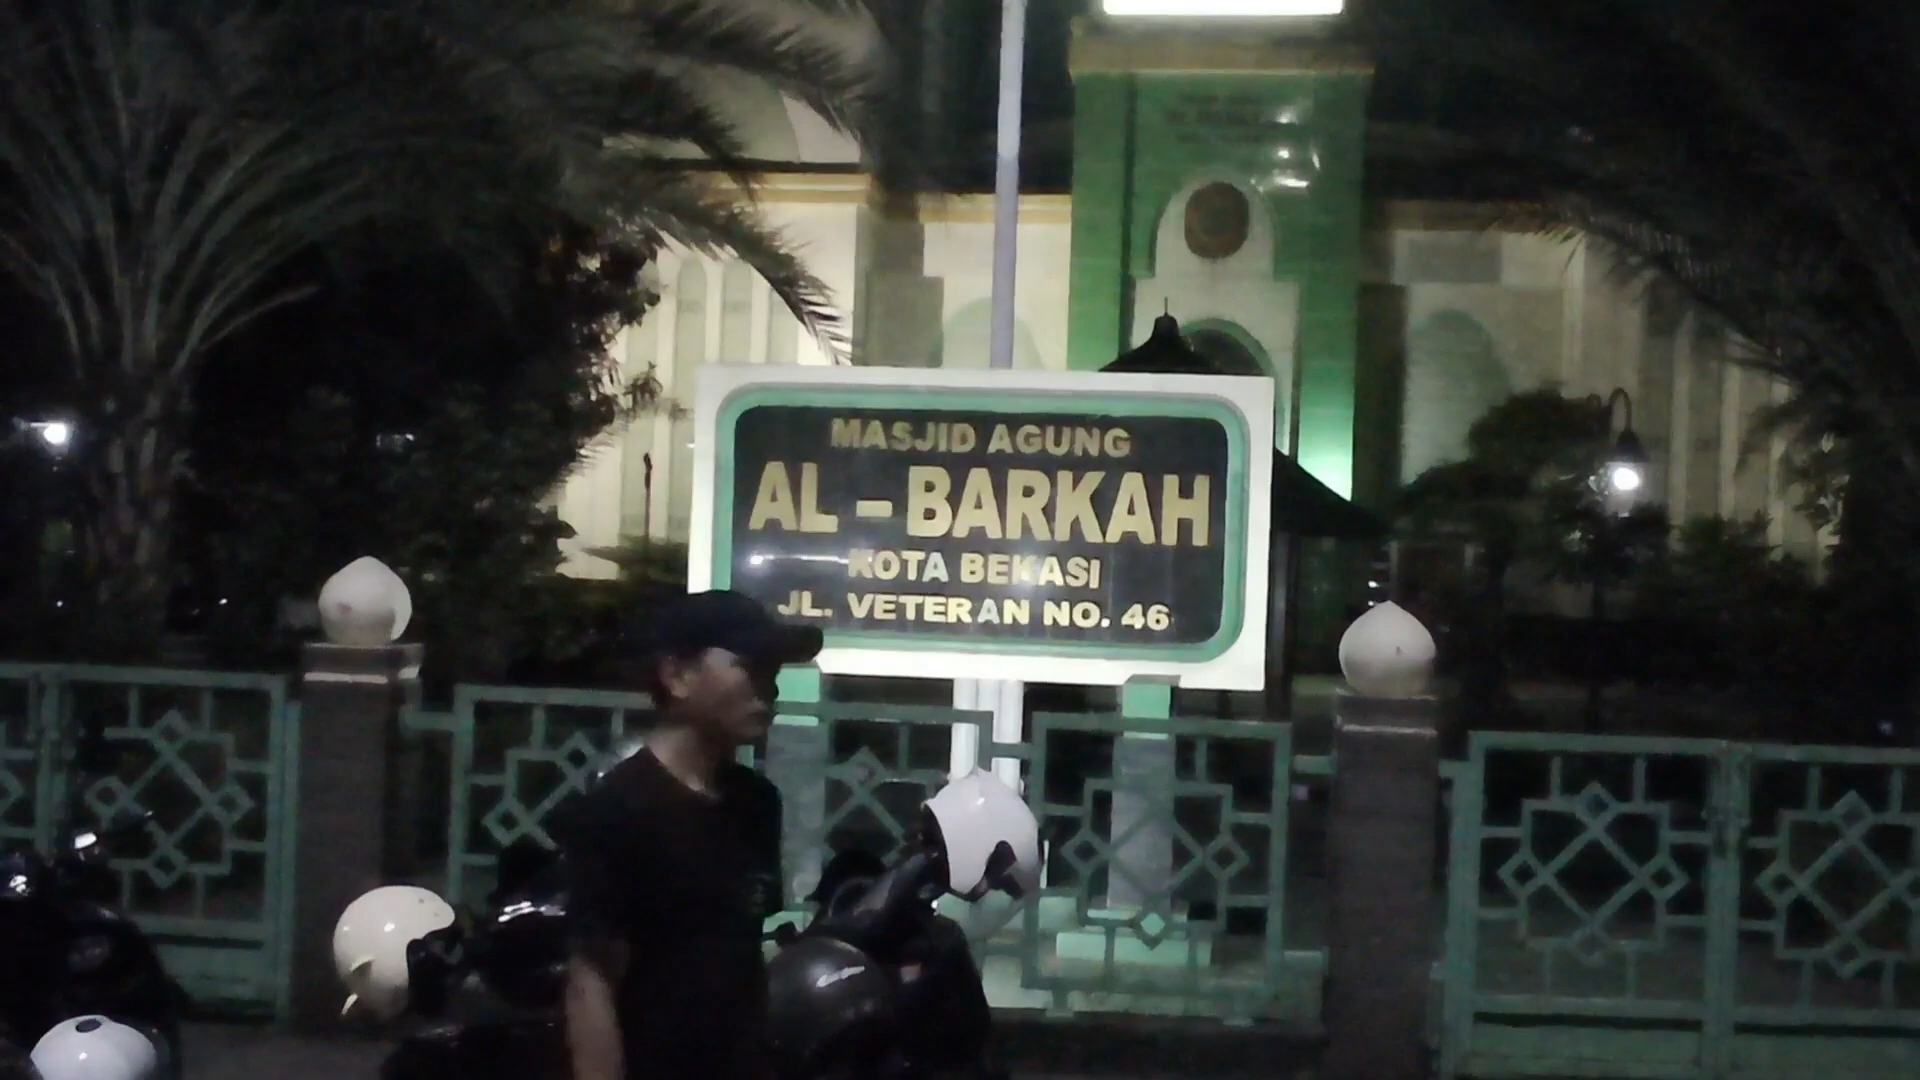 MASJID AGUNG
AL - BARKAH
KOTA BEKASI
JL. VETERAN NO. 46